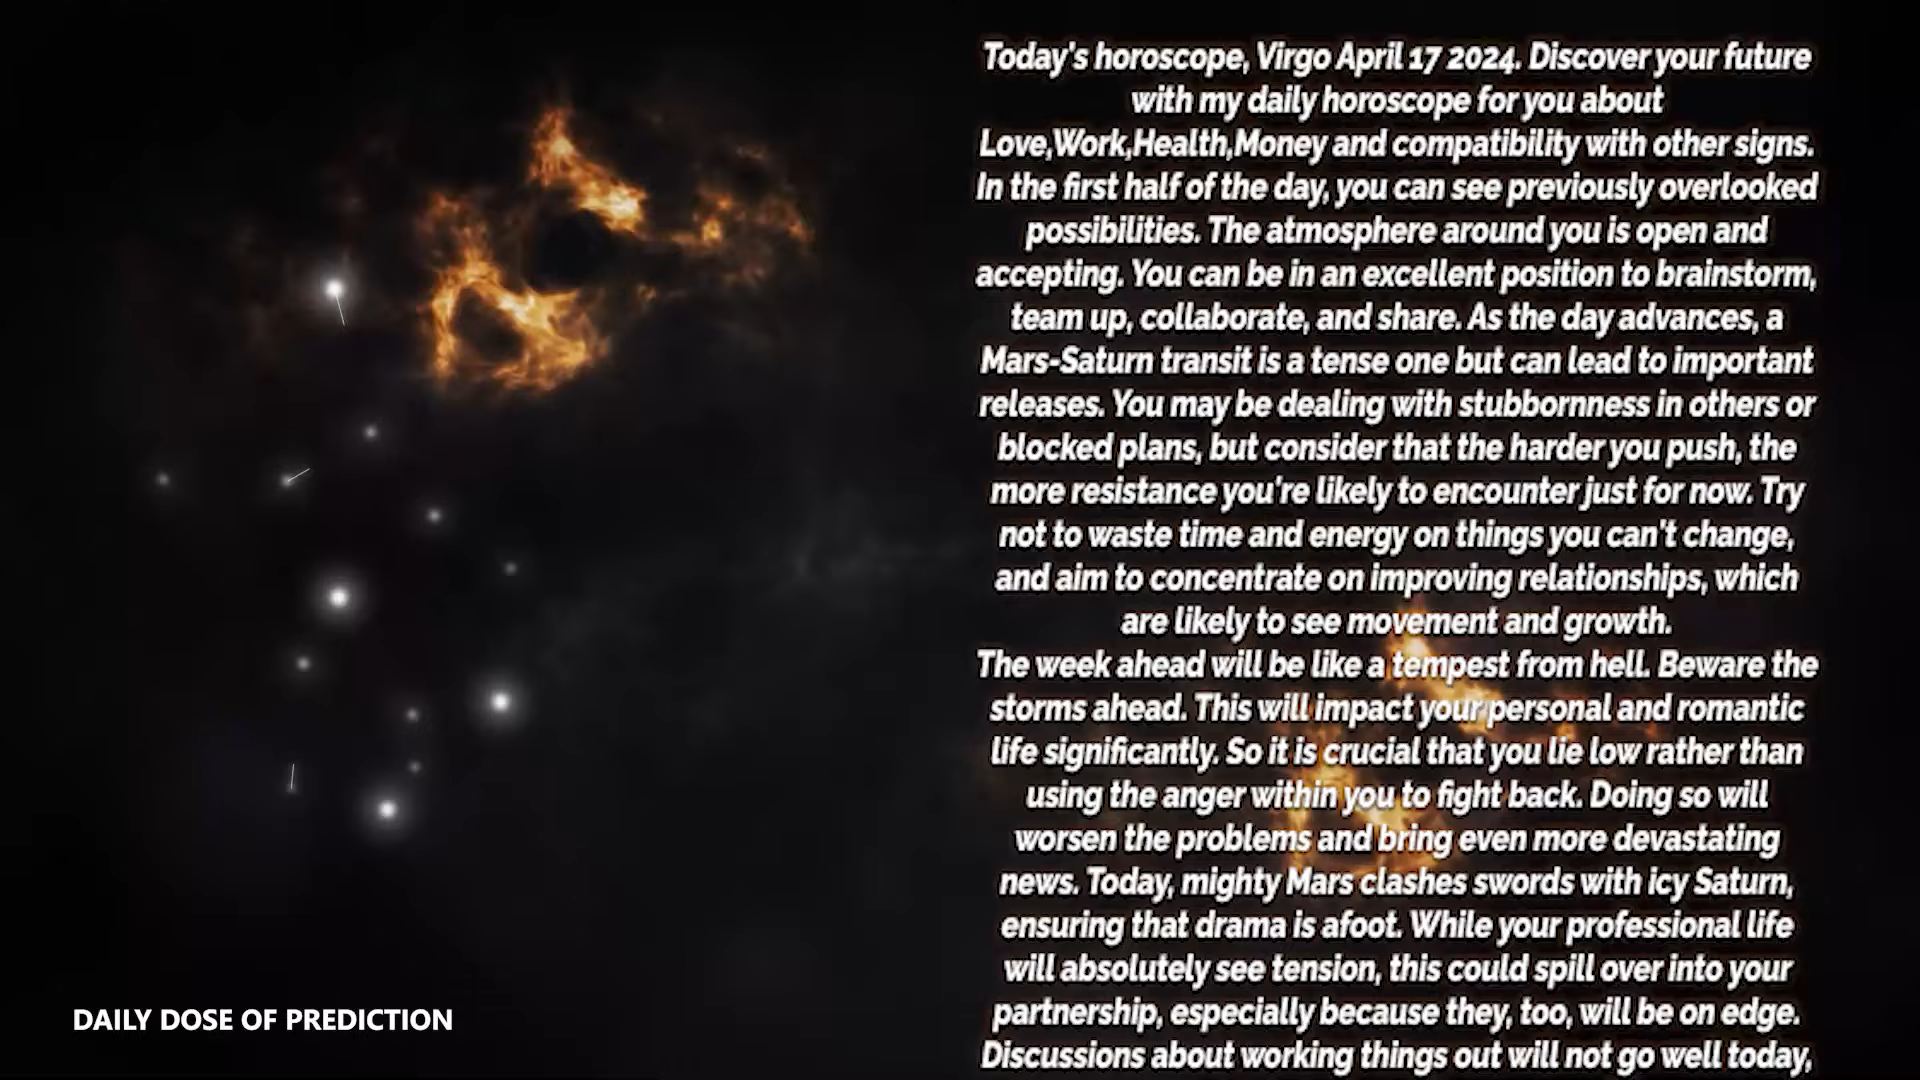 Today's horoscope, Virgo April 17 2024. Discover your future
with my daily horoscope for you about
Love,Work,Health,Money and compatibility with other signs.
In the first half of the day, you can see previously overlooked
possibilities. The atmosphere around you is open and
accepting. You can be in an excellent position to brainstorm,
team up, collaborate, and share. As the day advances, a
Mars-Saturn transit is a tense one but can lead to important
releases. You may be dealing with stubbornness in others or
blocked plans, but consider that the harder you push, the
more resistance you're likely to encounter just for now. Try
not to waste time and energy on things you can't change,
and aim to concentrate on improving relationships, which
are likely to see movement and growth.
The week ahead will be like a tempest from hell. Beware the
storms ahead. This will impact your personal and romantic
life significantly. So it is crucial that you lie low rather than
using the anger within you to fight back. Doing so will
worsen the problems and bring even more devastating
news. Today, mighty Mars clashes swords with icy Saturn,
ensuring that drama is afoot. While your professional life
will absolutely see tension, this could spill over into your
partnership, especially because they, too, will be on edge.
Discussions about working things out will not go well today,
DAILY DOSE OF PREDICTION